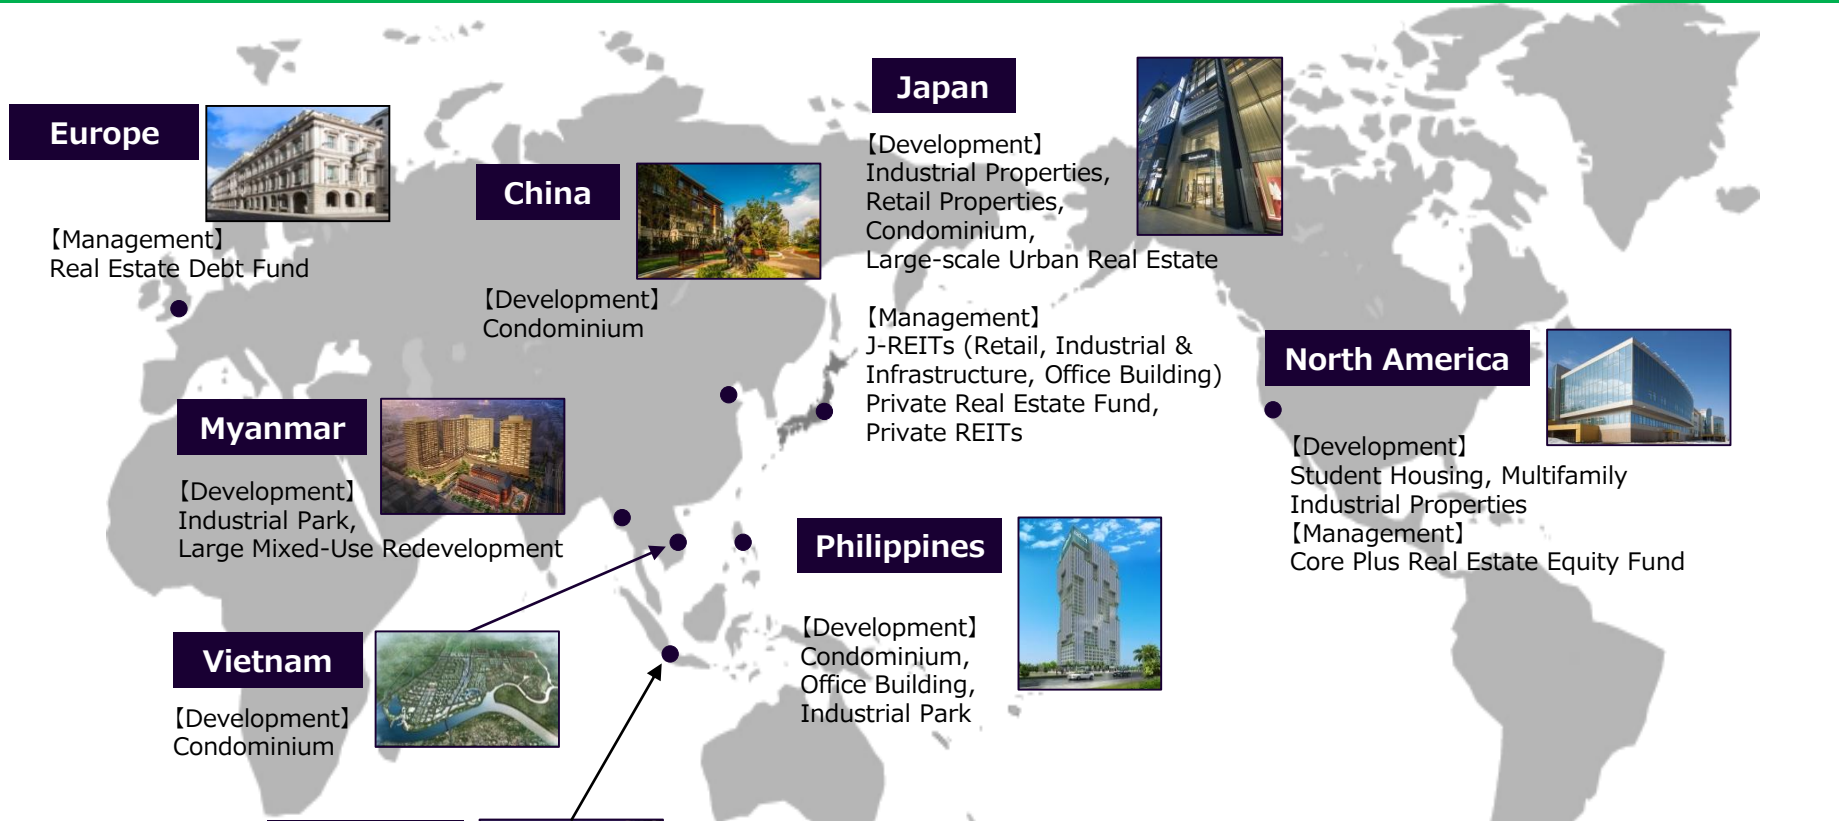 Europe
【Management】
Real Estate Debt Fund
China
【Development】
Condominium
Japan
【Development】
Industrial Properties,
Retail Properties,
Condominium,
Large-scale Urban Real Estate
【Management】
J-REITs (Retail, Industrial &
Infrastructure, Office Building)
Private Real Estate Fund,
Private REITs
North America
【Development】
Student Housing, Multifamily
Industrial Properties
【Management】
Core Plus Real Estate Equity Fund
Myanmar
【Development】
Industrial Park,
Large Mixed-Use Redevelopment
Philippines
【Development】
Condominium,
Office Building,
Industrial Park
Vietnam
【Development】
Condominium